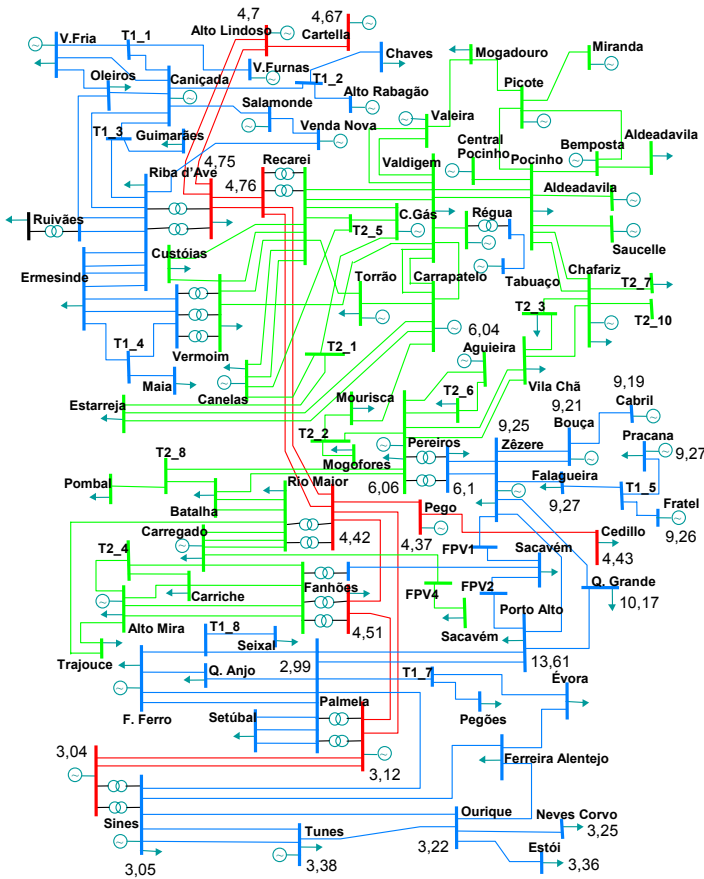 4,7
4,67
Alto Lindoso
Cartella
V.Fria
T1_1
Chaves
Mogadouro
Miranda
Oleiros
Caniçada
V.Furnas
T1_2
Picote
Salamonde
Alto Rabagão
Valeira
T1_3
Guimarães
Venda Nova
Central
Pocinho
Bemposta
Aldeadavila
4,75
Recarei
Valdigem
Pocinho
Riba d'Ave
4,76
Aldeadavila
Ruivães
C.Gás
Régua
T2_5
Custóias
Saucelle
Ermesinde
Torrão
Carrapatelo
Tabuaço
Chafariz
T2_7
T2_3
T2_10
6,04
T1_4
Vermoim
T2_1
Aguieira
Maia
Vila Chã
Canelas
Mourisca
T2_6
9,19
Estarreja
9,21
Cabril
T2_2
9,25
Bouça
Pereiros
Zêzere
Pracana
T2_8
Mogofores
9,27
Pombal
Rio Maior
6,06
6,1
Falagueira
T1_5
Batalha
Pego
9,27
Fratel
9,26
Carregado
4,42
4,37
Cedillo
FPV1
Sacavém
4,43
T2_4
Fanhões
FPV2
Q. Grande
Carriche
FPV4
Porto Alto
10,17
Alto Mira
4,51
Sacavém
T1_8
Trajouce
Seixal
2,99
13,61
Q. Anjo
T1_7
Évora
F. Ferro
Setúbal
Palmela
Pegões
3,04
3,12
Ferreira Alentejo
Sines
Tunes
Ourique
Neves Corvo
3,25
3,05
3,38
3,22
Estói
3,36